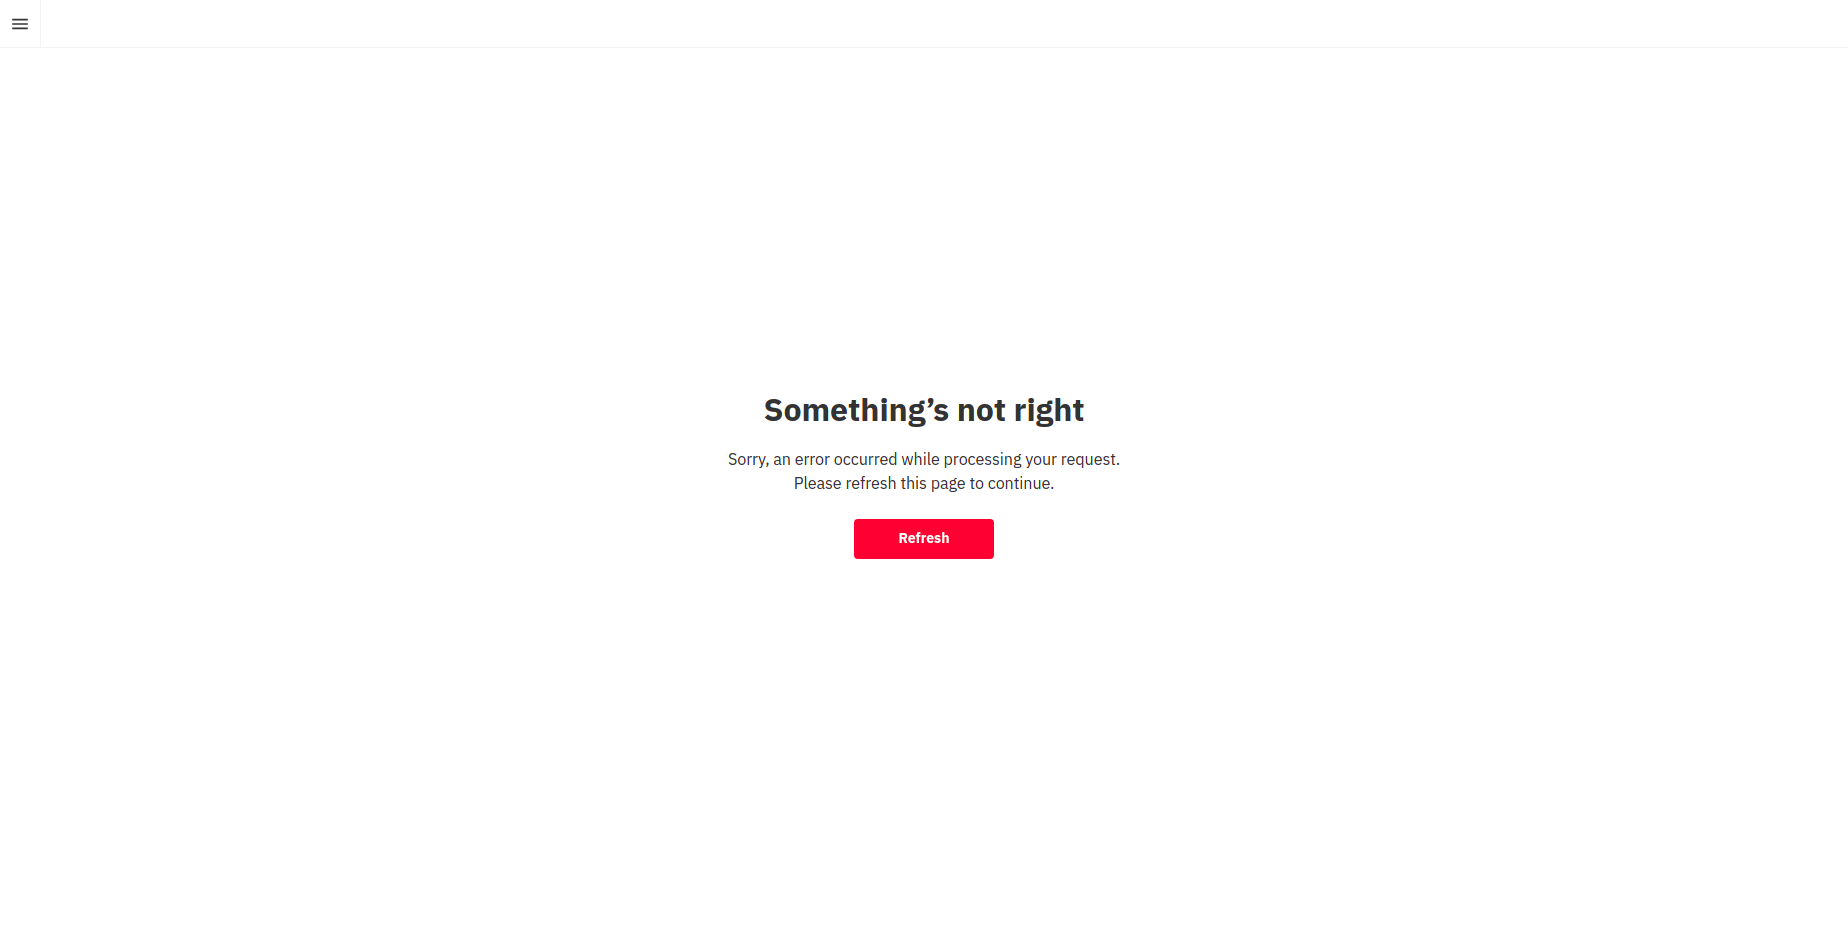 Something’s not right
Sorry, an error occurred while processing your request.
Please refresh this page to continue.
Refresh